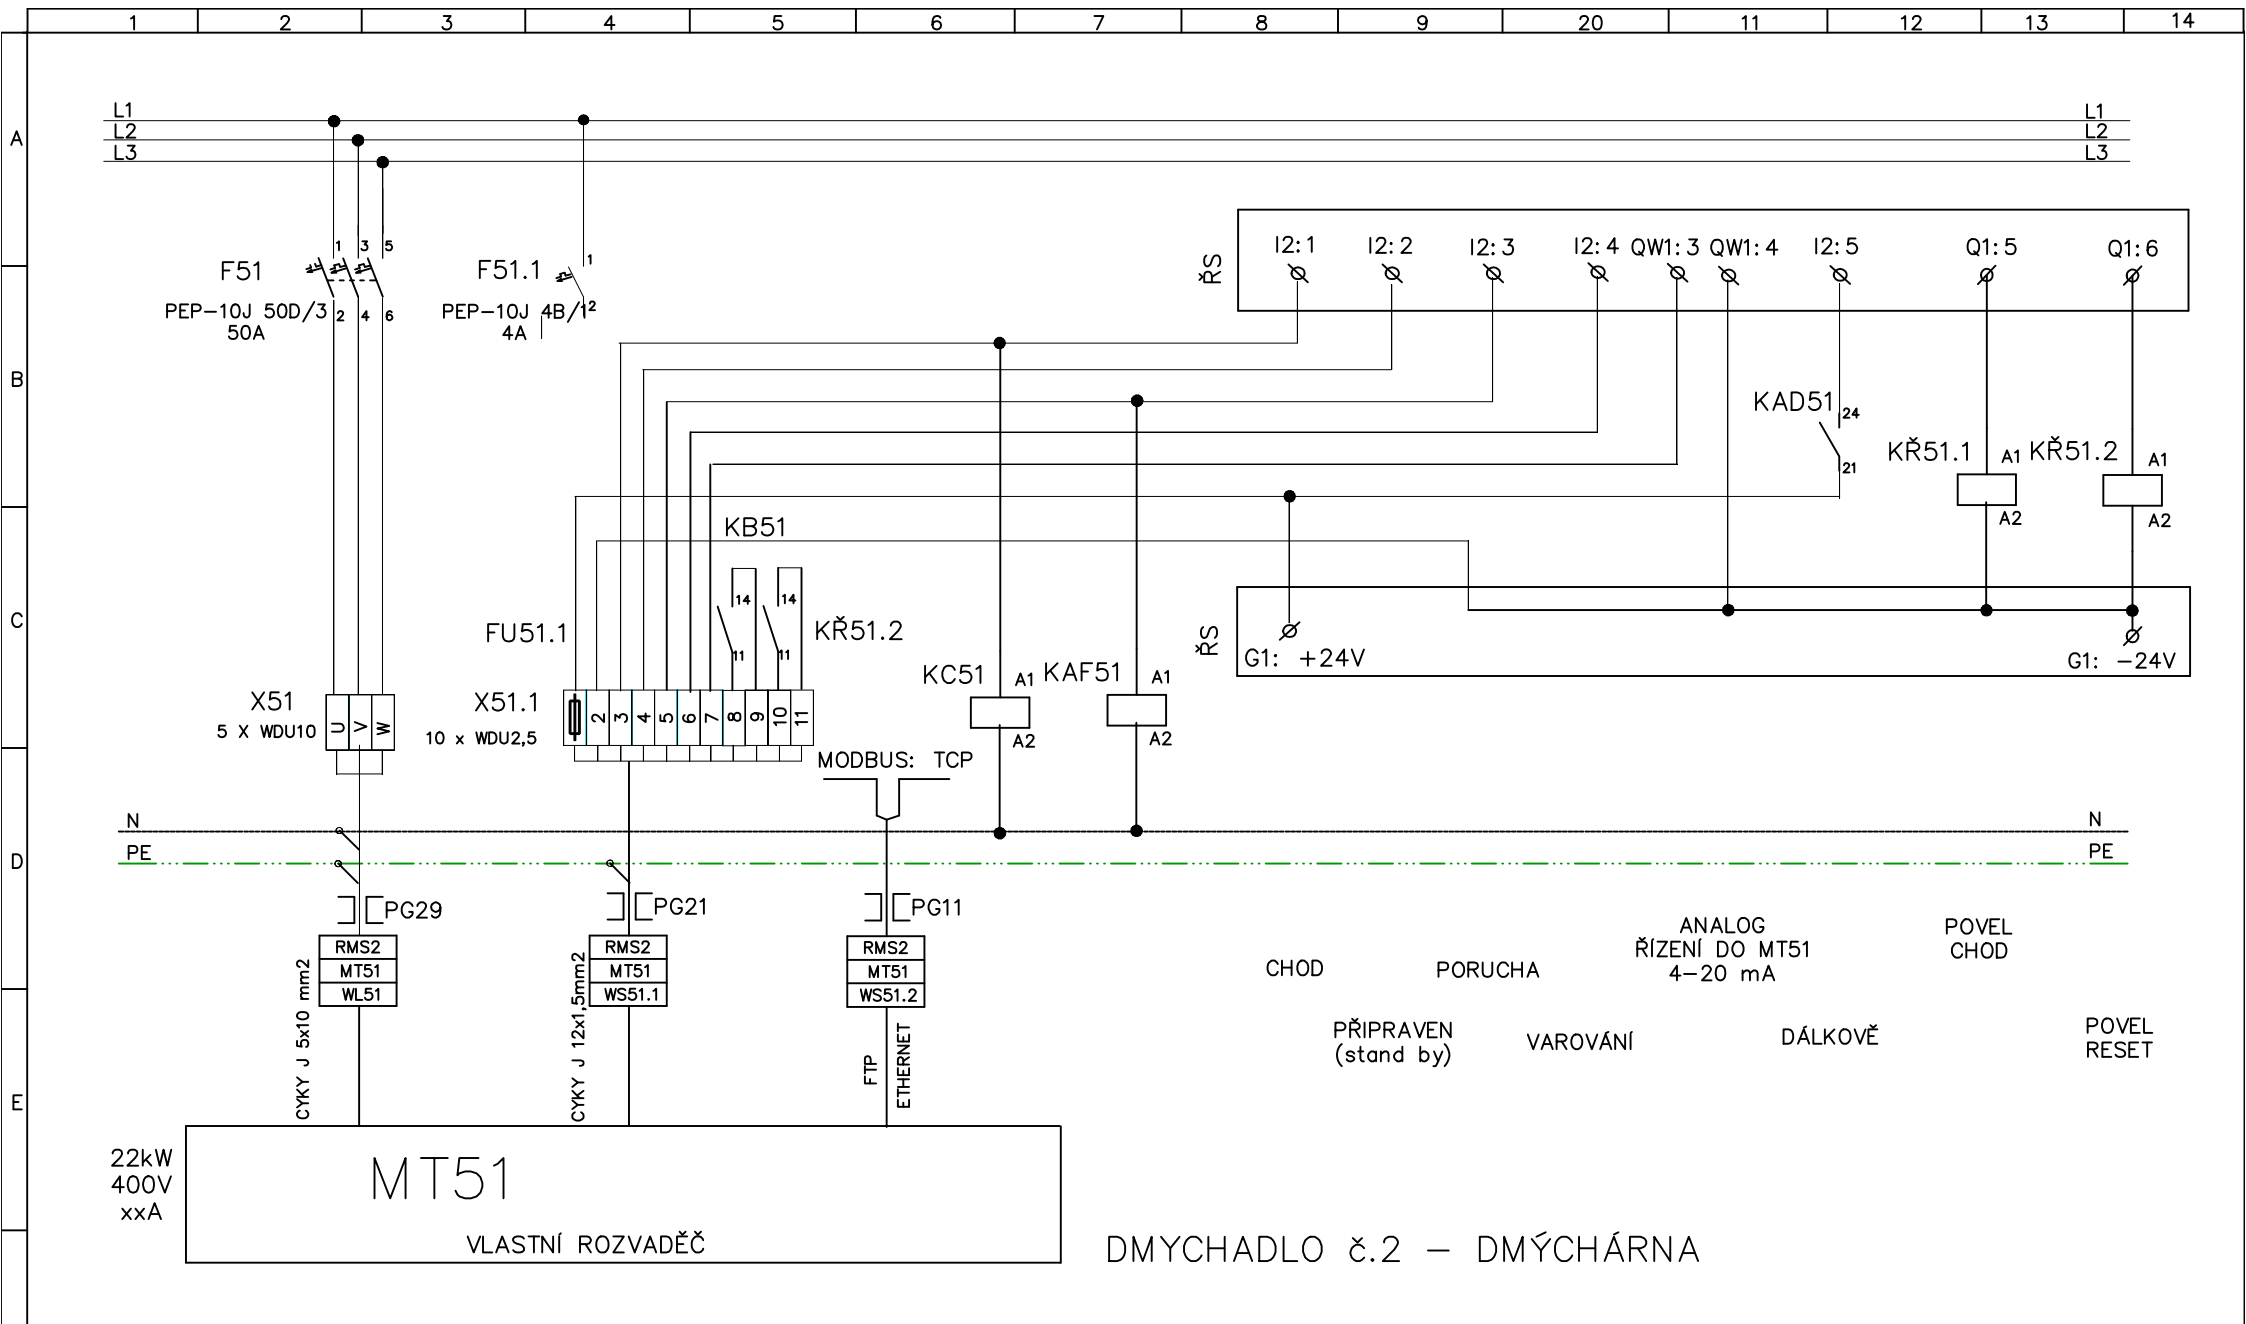 1 2 3 4 5 6 7 8 9 20 11 12 13 14
A
L1 L1
L2 L2
L3 L3
1 3 5
F51
PEP-10J 50D/3
50A
2 4 6
1
F51.1
PEP-10J 4B/1
2
4A
ŘS
I2:1 I2:2 I2:3 I2:4 QW1:3 QW1:4 I2:5 Q1:5 Q1:6
B
KAD51 24
21
KŘ51.1 A1
A2
KŘ51.2 A1
A2
KB51
C
FU51.1
14 14
11 11
KŘ51.2
ŘS
G1: +24V G1: -24V
KC51 A1
A2
KAF51 A1
A2
X51
5 X WDU10
U V W
X51.1
10 x WDU2,5
2 3 4 5 6 7 8 9 10 11
MODBUS: TCP
N N
D
PE PE
PG29 PG21 PG11
RMS2 RMS2 RMS2
MT51 MT51 MT51
WL51 WS51.1 WS51.2
CYKY J 5x10 mm2
CYKY J 12x1,5mm2
FTP
ETHERNET
CHOD
PORUCHA
ANALOG
ŘÍZENÍ DO MT51
4-20 mA
POVEL
CHOD
PŘIPRAVEN
(stand by)
VAROVÁNÍ
DÁLKOVĚ
POVEL
RESET
E
22kW
400V
xxA
MT51
VLASTNÍ ROZVADĚČ
DMYCHADLO č.2 - DMÝCHÁRNA